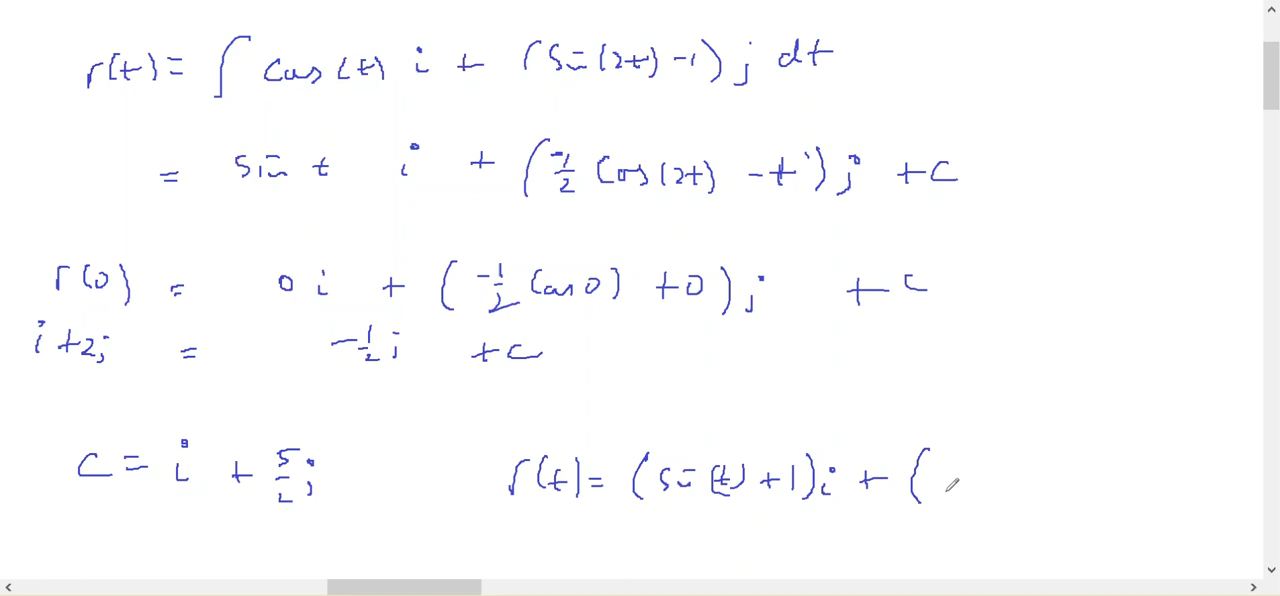 r(t) = ∫ cos(t) i + (sin(2t) -1) j dt
= sin t i + (-1/2 cos(2t) - t) j + C
r(0) = 0 i + (-1/2 cos 0) + 0) j + C
i + 2j = -1/2 j + C
C = i + 5/2 j r(t) = (sin(t) + 1) i + (